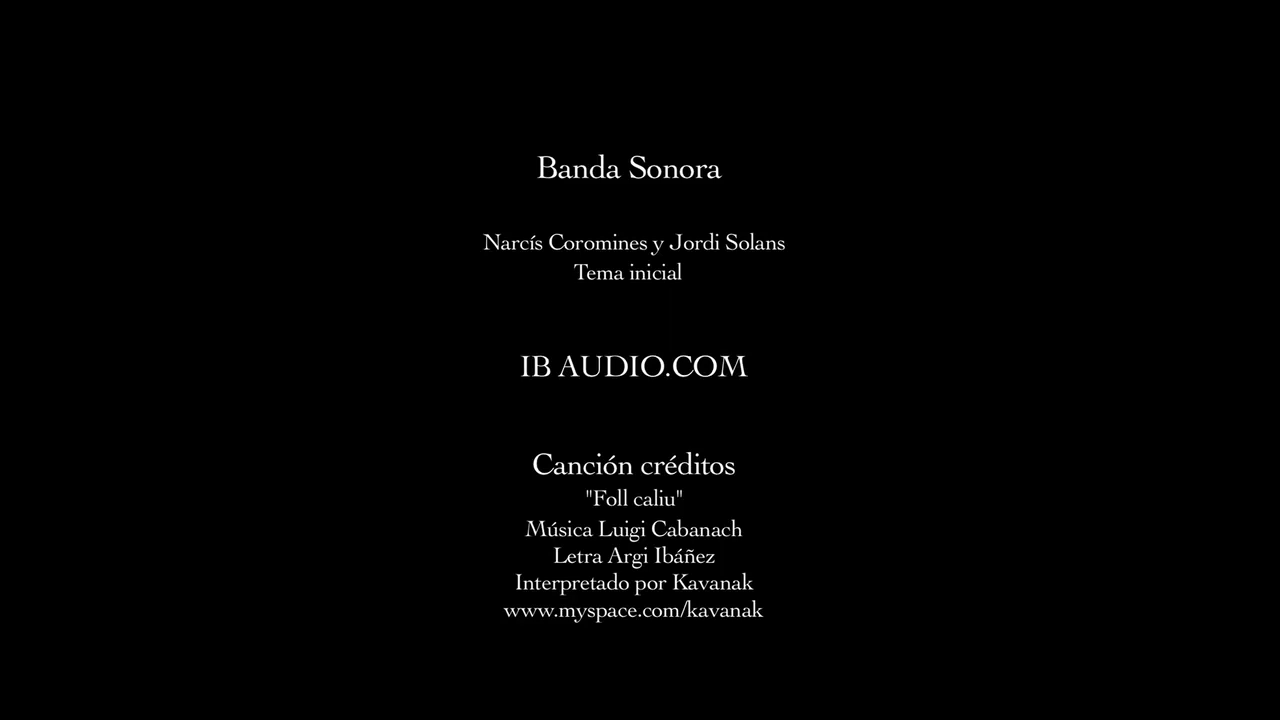 Banda Sonora
Narcís Coromines y Jordi Solans
Tema inicial
IB AUDIO.COM
Canción créditos
"Foll caliu"
Música Luigi Cabanach
Letra Argi Ibáñez
Interpretado por Kavanak
www.myspace.com/kavanak